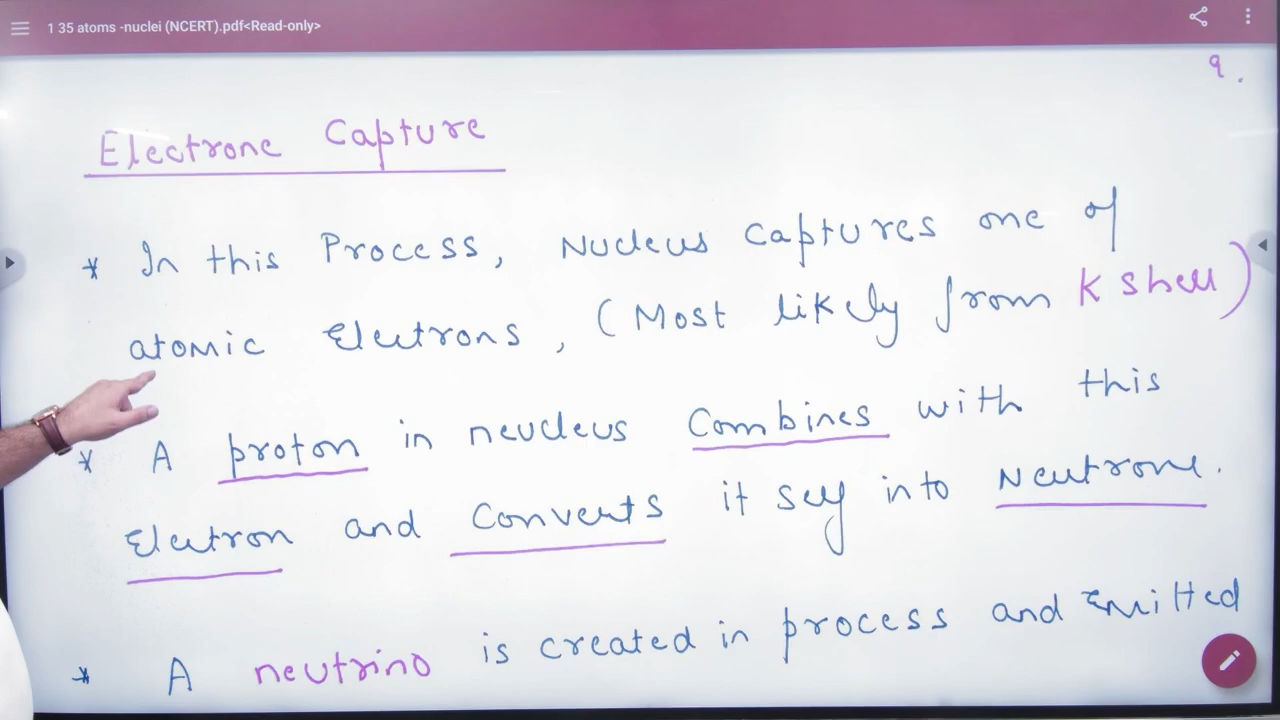 1 35 atoms -nuclei (NCERT).pdf<Read-only>
9.
Electrone Capture
* In this Process, Nucleus Captures one of
atomic Electrons, (Most likely from K shell)
* A proton in neucleus Combines with this
Electron and Converts it self into Neutrone.
* A neutrino is created in process and Emitted